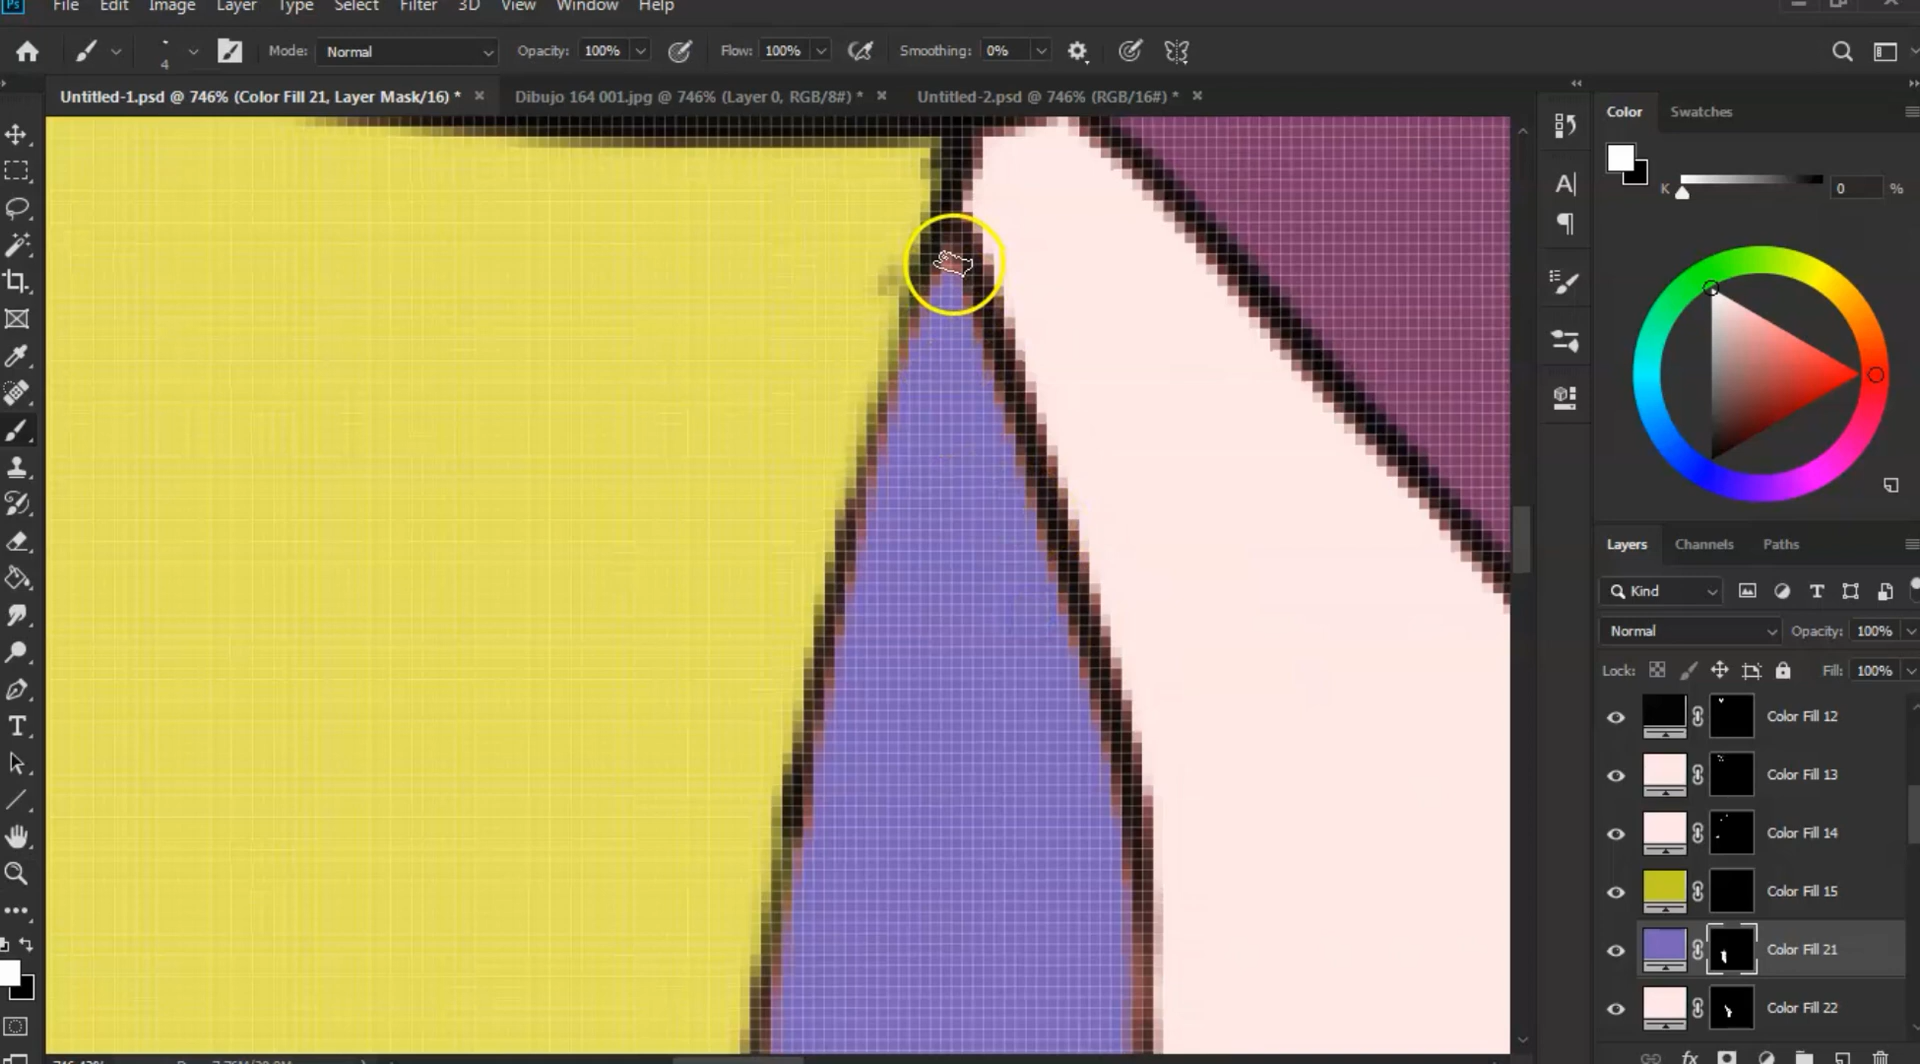 Ps File Edit Image Layer Type Select Filter 3D View Window Help
4 Mode: Normal Opacity: 100% Flow: 100% Smoothing: 0%
Untitled-1.psd @ 746% (Color Fill 21, Layer Mask/16) * × Dibujo 164 001.jpg @ 746% (Layer 0, RGB/8#) * × Untitled-2.psd @ 746% (RGB/16#) * ×
Color Swatches
K 0 %
Layers Channels Paths
Kind
Normal Opacity: 100%
Lock: Fill: 100%
Color Fill 12
Color Fill 13
Color Fill 14
Color Fill 15
Color Fill 21
Color Fill 22
fx